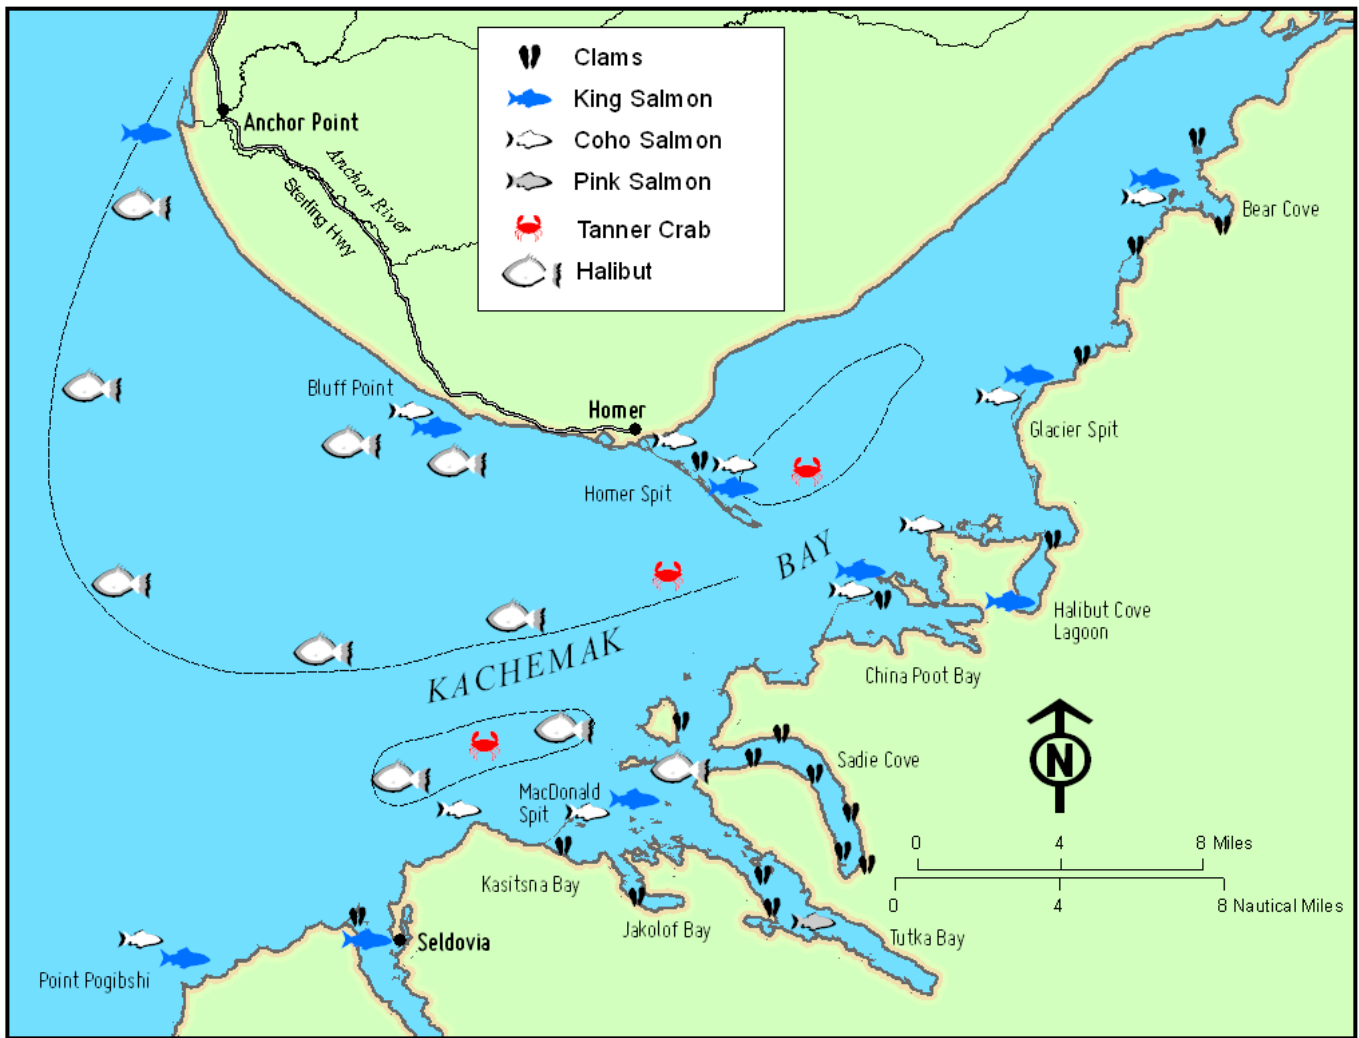 Clams
King Salmon
Coho Salmon
Pink Salmon
Tanner Crab
Halibut
Anchor Point
Anchor River
Sterling Hwy
Bear Cove
Bluff Point
Homer
Glacier Spit
Homer Spit
BAY
Halibut Cove
Lagoon
KACHEMAK
China Poot Bay
N
Sadie Cove
MacDonald
Spit
0 4 8 Miles
Kasitsna Bay
0 4 8 Nautical Miles
Jakolof Bay
Tutka Bay
Seldovia
Point Pogibshi